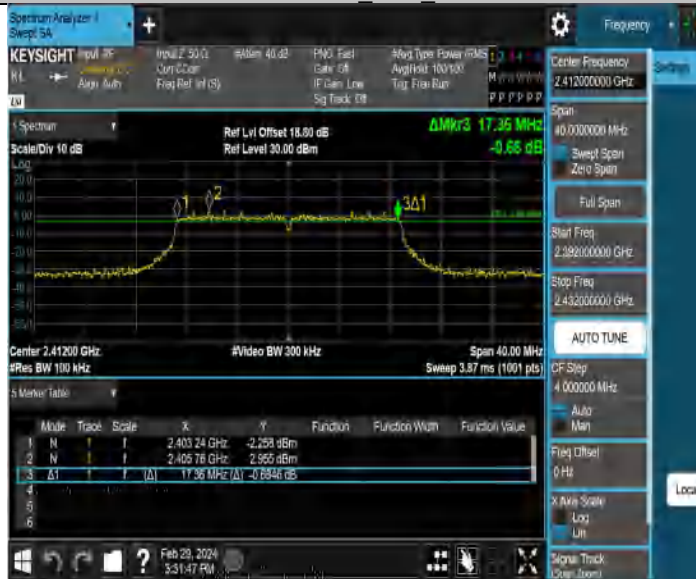 Spectrum Analyzer 1
Swept SA
+
Frequency
KEYSIGHT
Input: RF
Input Z: 50 Ω
#Atten: 40 dB
PNO: Fast
#Avg Type: Power (RMS)
Align: Auto
Corr CCorr
Freq Ref: Int (S)
Gate: Off
IF Gain: Low
Sig Track: Off
Avg|Hold: 100/100
Trig: Free Run
P P P P P P
Center Frequency
2.412000000 GHz
Span
40.0000000 MHz
Swept Span
Zero Span
Full Span
Start Freq
2.392000000 GHz
Stop Freq
2.432000000 GHz
AUTO TUNE
CF Step
4.000000 MHz
Auto
Man
Freq Offset
0 Hz
X Axis Scale
Log
Lin
Signal Track
(Span Zoom)
1 Spectrum
Scale/Div 10 dB
Log
Ref Lvl Offset 18.80 dB
Ref Level 30.00 dBm
ΔMkr3 17.36 MHz
-0.68 dB
1
2
3Δ1
Center 2.41200 GHz
#Res BW 100 kHz
#Video BW 300 kHz
Span 40.00 MHz
Sweep 3.87 ms (1001 pts)
5 Marker Table
Mode Trace Scale X Y Function Function Width Function Value
1 N 1 f 2.403 24 GHz -2.258 dBm
2 N 1 f 2.405 76 GHz 2.955 dBm
3 Δ1 1 f (Δ) 17.36 MHz (Δ) -0.6846 dB
4
5
6
?
Feb 29, 2024
3:31:47 PM
Loca